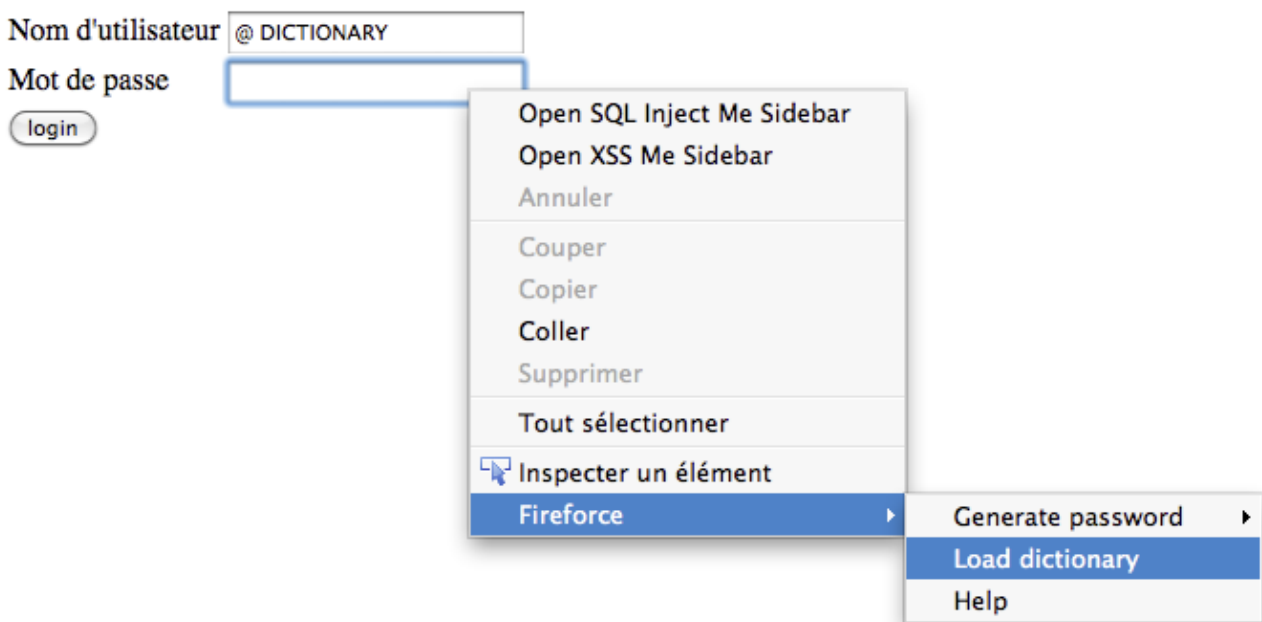 Nom d'utilisateur @ DICTIONARY
Mot de passe
login
Open SQL Inject Me Sidebar
Open XSS Me Sidebar
Annuler
Couper
Copier
Coller
Supprimer
Tout sélectionner
Inspecter un élément
Fireforce
Generate password
Load dictionary
Help